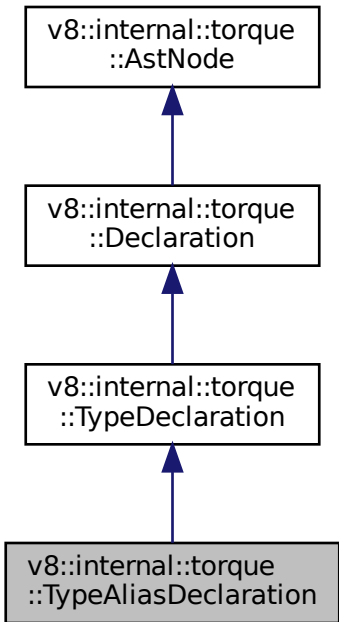 v8::internal::torque
::AstNode
v8::internal::torque
::Declaration
v8::internal::torque
::TypeDeclaration
v8::internal::torque
::TypeAliasDeclaration